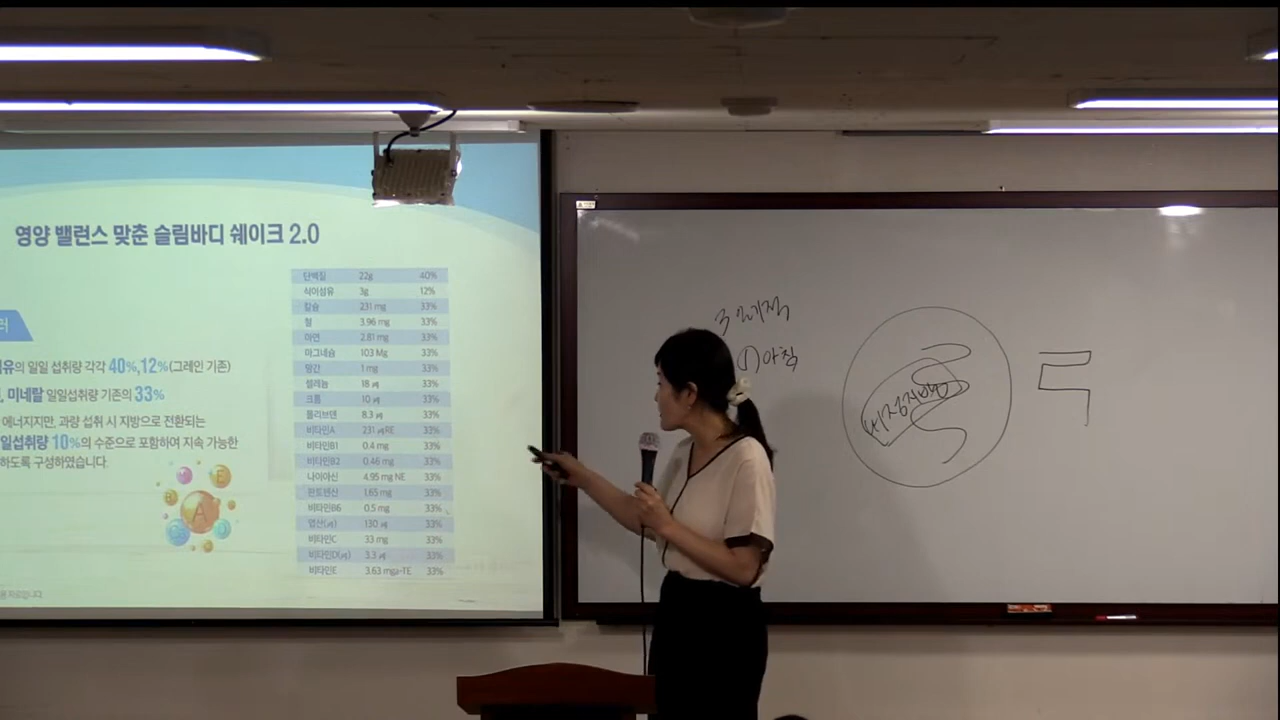 영양 밸런스 맞춘 슬림바디 쉐이크 2.0
유의 일일 섭취량 각각 40%,12%(그레인 기존)
, 미네랄 일일섭취량 기존의 33%
에너지지만, 과량 섭취 시 지방으로 전환되는
일섭취량 10%의 수준으로 포함하여 지속 가능한
하도록 구성하였습니다.
A
E
단백질 22g 40%
식이섬유 3g 12%
칼슘 231 mg 33%
철 3.96 mg 33%
아연 2.81 mg 33%
마그네슘 103 Mg 33%
망간 1 mg 33%
셀레늄 18 μg 33%
크롬 10 μg 33%
몰리브덴 8.3 μg 33%
비타민A 231 μgRE 33%
비타민B1 0.4 mg 33%
비타민B2 0.46 mg 33%
나이아신 4.95 mg NE 33%
판토텐산 1.65 mg 33%
비타민B6 0.5 mg 33%
엽산(μg) 130 μg 33%
비타민C 33 mg 33%
비타민D(μg) 3.3 μg 33%
비타민E 3.63 mga-TE 33%
①아침